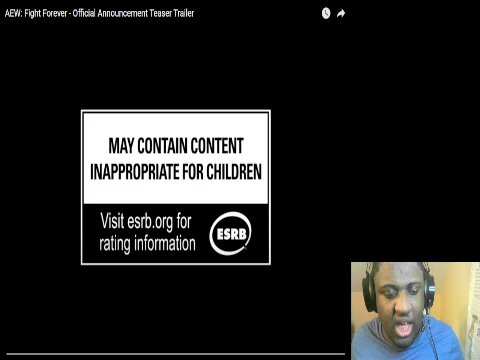 AEW: Fight Forever - Official Announcement Teaser Trailer
MAY CONTAIN CONTENT
INAPPROPRIATE FOR CHILDREN
Visit esrb.org for
rating information
ESRB